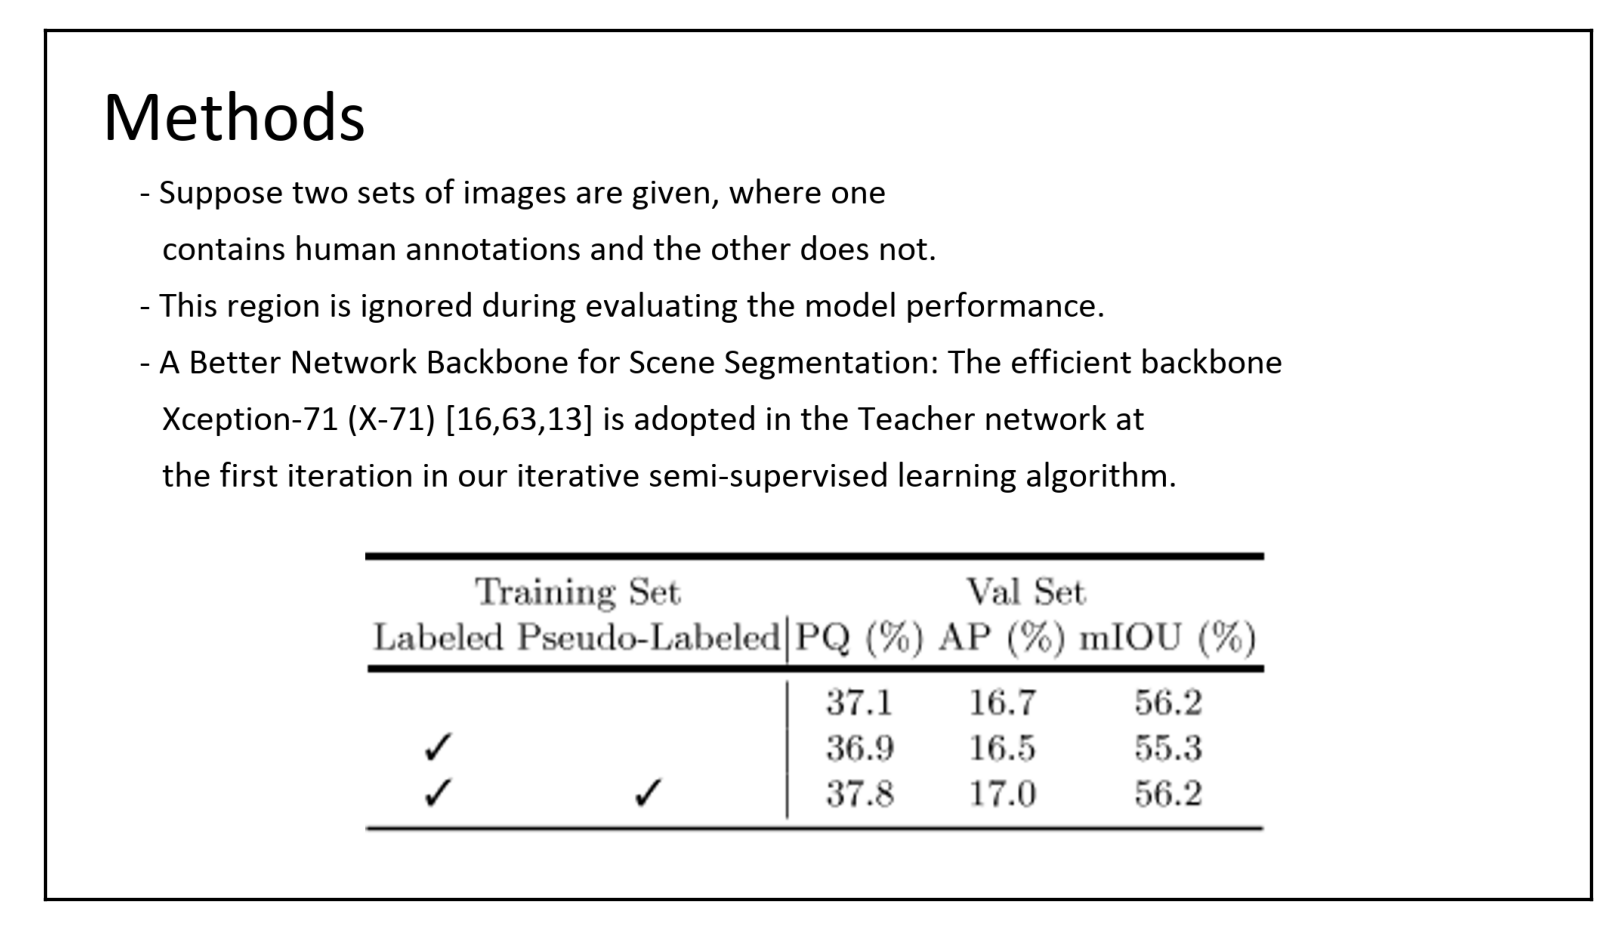 Methods
- Suppose two sets of images are given, where one
contains human annotations and the other does not.
- This region is ignored during evaluating the model performance.
- A Better Network Backbone for Scene Segmentation: The efficient backbone
Xception-71 (X-71) [16,63,13] is adopted in the Teacher network at
the first iteration in our iterative semi-supervised learning algorithm.
Training Set Val Set
Labeled Pseudo-Labeled PQ (%) AP (%) mIOU (%)
37.1 16.7 56.2
✓ 36.9 16.5 55.3
✓ ✓ 37.8 17.0 56.2